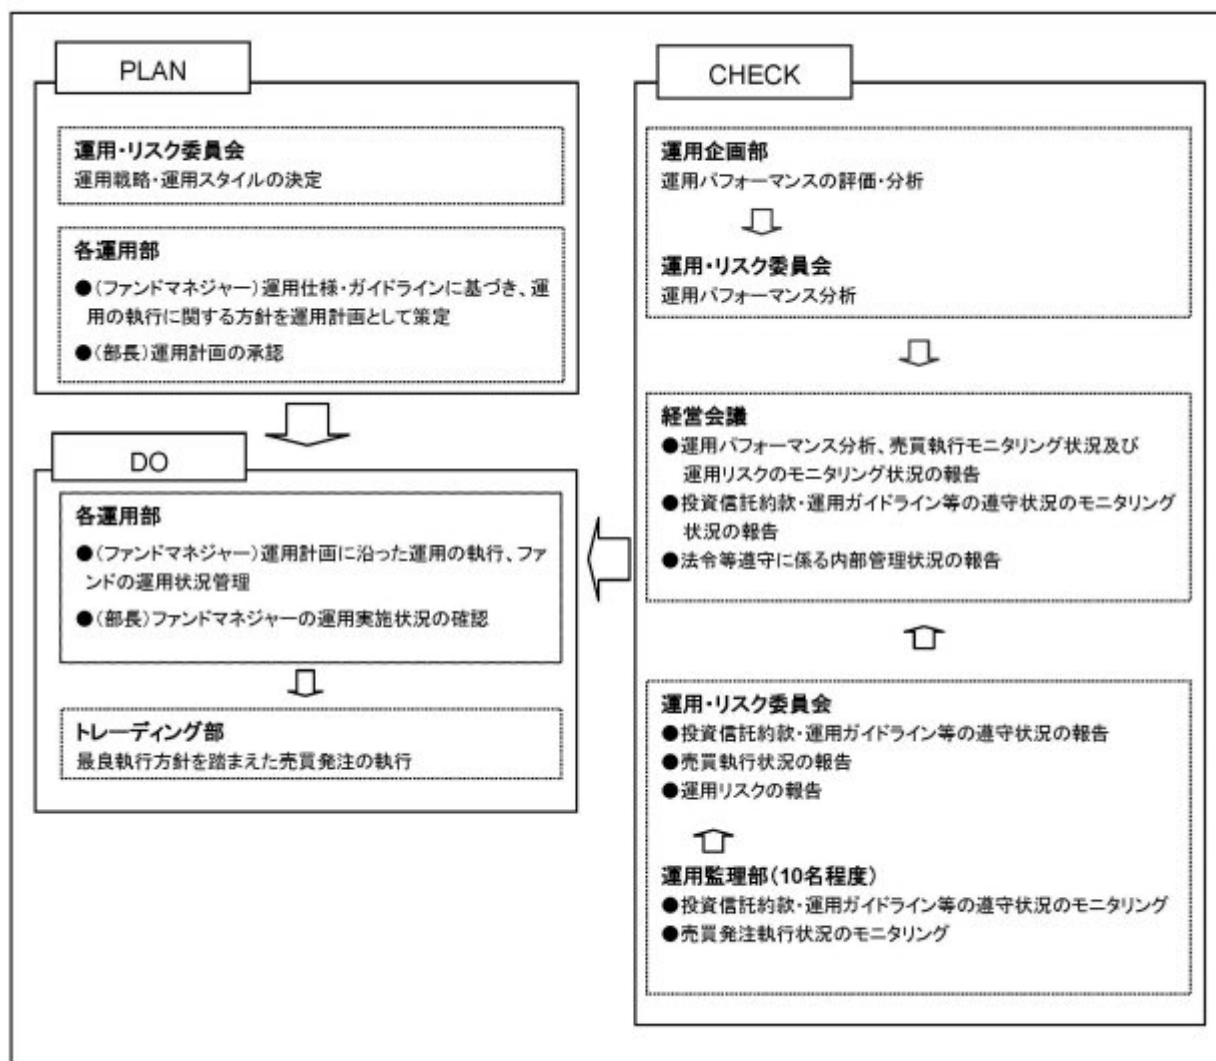 PLAN
運用・リスク委員会
運用戦略・運用スタイルの決定
各運用部
●(ファンドマネジャー)運用仕様・ガイドラインに基づき、運
用の執行に関する方針を運用計画として策定
●(部長)運用計画の承認
DO
各運用部
●(ファンドマネジャー)運用計画に沿った運用の執行、ファ
ンドの運用状況管理
●(部長)ファンドマネジャーの運用実施状況の確認
トレーディング部
最良執行方針を踏まえた売買発注の執行
CHECK
運用企画部
運用パフォーマンスの評価・分析
運用・リスク委員会
運用パフォーマンス分析
経営会議
●運用パフォーマンス分析、売買執行モニタリング状況及び
運用リスクのモニタリング状況の報告
●投資信託約款・運用ガイドライン等の遵守状況のモニタリング
状況の報告
●法令等遵守に係る内部管理状況の報告
運用・リスク委員会
●投資信託約款・運用ガイドライン等の遵守状況の報告
●売買執行状況の報告
●運用リスクの報告
運用監理部(10名程度)
●投資信託約款・運用ガイドライン等の遵守状況のモニタリング
●売買発注執行状況のモニタリング